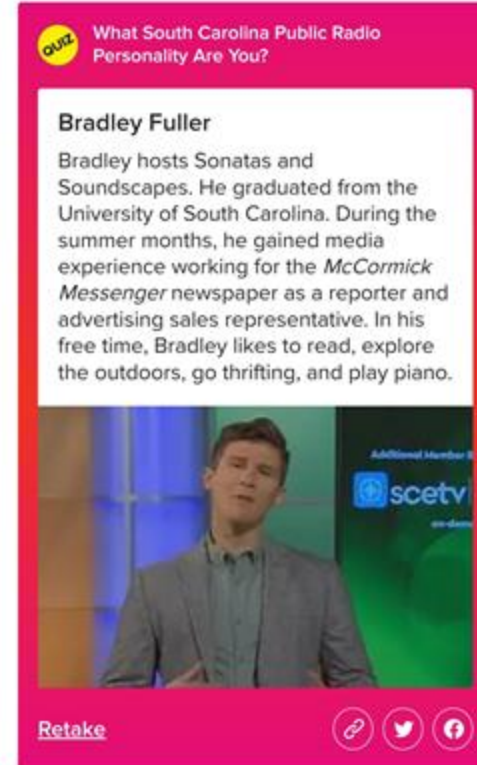 QUIZ
What South Carolina Public Radio
Personality Are You?
Bradley Fuller
Bradley hosts Sonatas and
Soundscapes. He graduated from the
University of South Carolina. During the
summer months, he gained media
experience working for the McCormick
Messenger newspaper as a reporter and
advertising sales representative. In his
free time, Bradley likes to read, explore
the outdoors, go thrifting, and play piano.
Additional Member
scetv
Retake